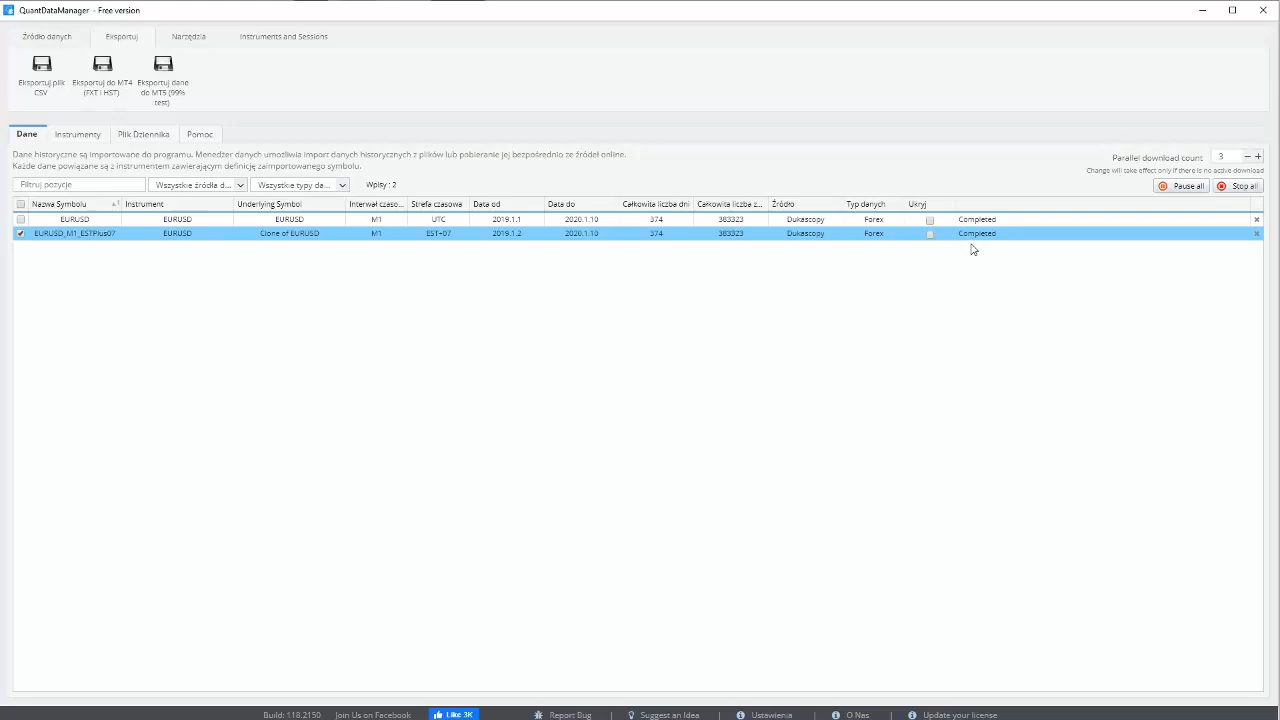 QuantDataManager - Free version
Źródło danych Eksportuj Narzędzia Instruments and Sessions
Eksportuj plik CSV
Eksportuj do MT4 (FXT i HST)
Eksportuj dane do MT5 (99% test)
Dane Instrumenty Plik Dziennika Pomoc
Dane historyczne są importowane do programu. Menedżer danych umożliwia import danych historycznych z plików lub pobieranie jej bezpośrednio ze źródeł online.
Każde dane powiązane są z instrumentem zawierającym definicję zaimportowanego symbolu.
Parallel download count 3
Change will take effect only if there is no active download
Filtruj pozycje Wszystkie źródła d... Wszystkie typy da... Wpisy : 2 Pause all Stop all
Nazwa Symbolu Instrument Underlying Symbol Interwał czaso... Strefa czasowa Data od Data do Całkowita liczba dni Całkowita liczba z... Źródło Typ danych Ukryj
EURUSD EURUSD EURUSD M1 UTC 2019.1.1 2020.1.10 374 383323 Dukascopy Forex Completed
EURUSD_M1_ESTPlus07 EURUSD Clone of EURUSD M1 EST+07 2019.1.2 2020.1.10 374 383323 Dukascopy Forex Completed
Build: 118.2150 Join Us on Facebook Like 3K Report Bug Suggest an Idea Ustawienia O Nas Update your license